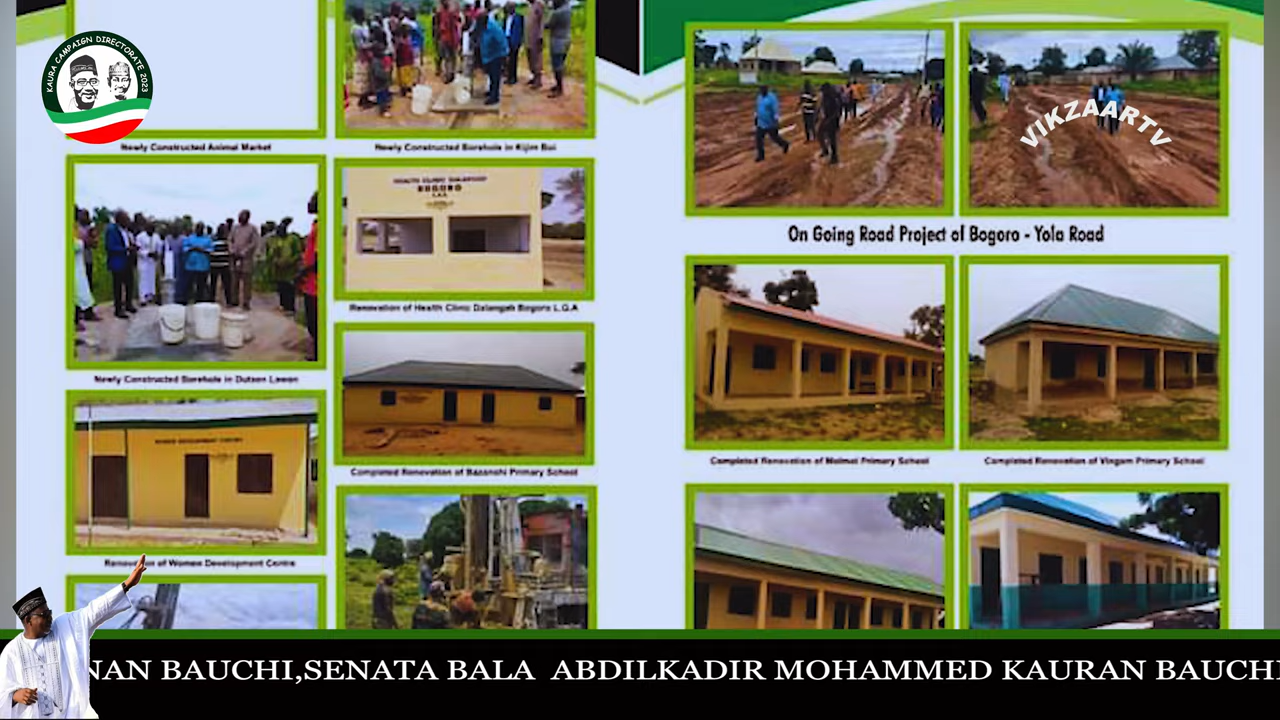 KAURA CAMPAIGN DIRECTORATE 2023
Newly Constructed Animal Market
Newly Constructed Borehole in Kijim Boi
HEALTH CLINIC
BOGORO
L.G.A
Newly Constructed Borehole in Dutsen Lawan
Renovation of Health Clinic Dalangah Bogoro L.G.A
WOMEN DEVELOPMENT CENTRE
Completed Renovation of Bazanshi Primary School
Renovation of Women Development Centre
VIKZAARTV
On Going Road Project of Bogoro - Yola Road
Completed Renovation of Moimoi Primary School
Completed Renovation of Vingam Primary School
NAN BAUCHI,SENATA BALA ABDILKADIR MOHAMMED KAURAN BAUCHI